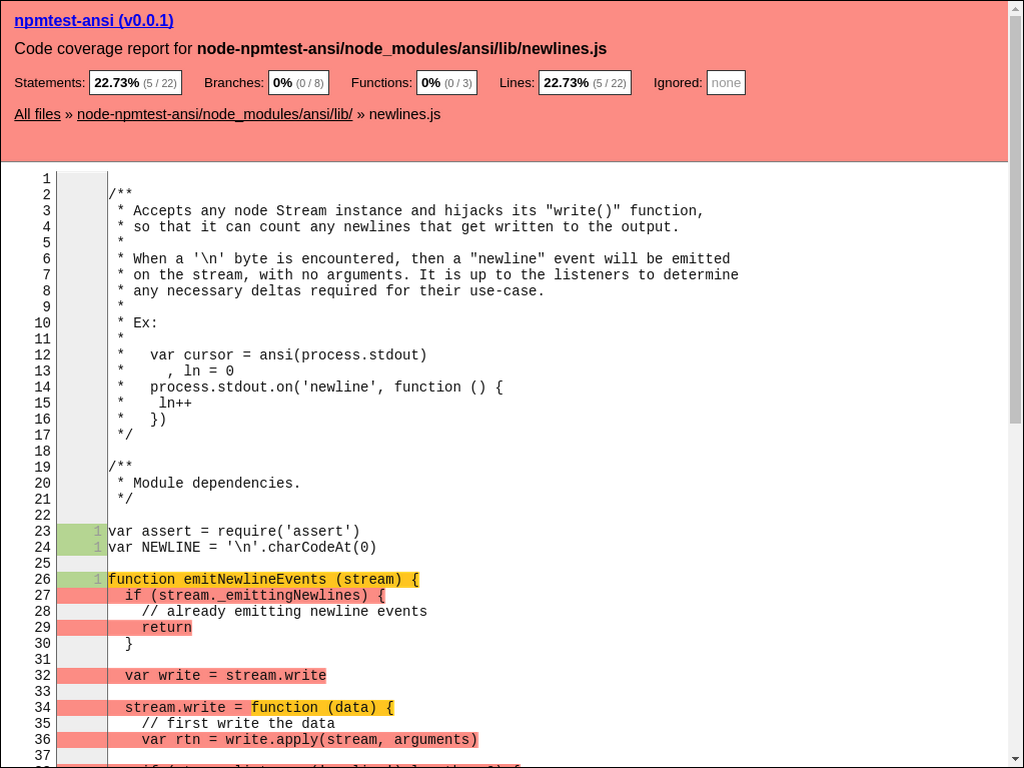 npmtest-ansi (v0.0.1)
Code coverage report for node-npmtest-ansi/node_modules/ansi/lib/newlines.js
Statements: 22.73% (5 / 22) Branches: 0% (0 / 8) Functions: 0% (0 / 3) Lines: 22.73% (5 / 22) Ignored: none
All files » node-npmtest-ansi/node_modules/ansi/lib/ » newlines.js
1
2 /**
3  * Accepts any node Stream instance and hijacks its "write()" function,
4  * so that it can count any newlines that get written to the output.
5  *
6  * When a '\n' byte is encountered, then a "newline" event will be emitted
7  * on the stream, with no arguments. It is up to the listeners to determine
8  * any necessary deltas required for their use-case.
9  *
10  * Ex:
11  *
12  *   var cursor = ansi(process.stdout)
13  *     , ln = 0
14  *   process.stdout.on('newline', function () {
15  *    ln++
16  *   })
17  */
18
19 /**
20  * Module dependencies.
21  */
22
23 1 var assert = require('assert')
24 1 var NEWLINE = '\n'.charCodeAt(0)
25
26 1 function emitNewlineEvents (stream) {
27   if (stream._emittingNewlines) {
28     // already emitting newline events
29     return
30   }
31
32   var write = stream.write
33
34   stream.write = function (data) {
35     // first write the data
36     var rtn = write.apply(stream, arguments)
37